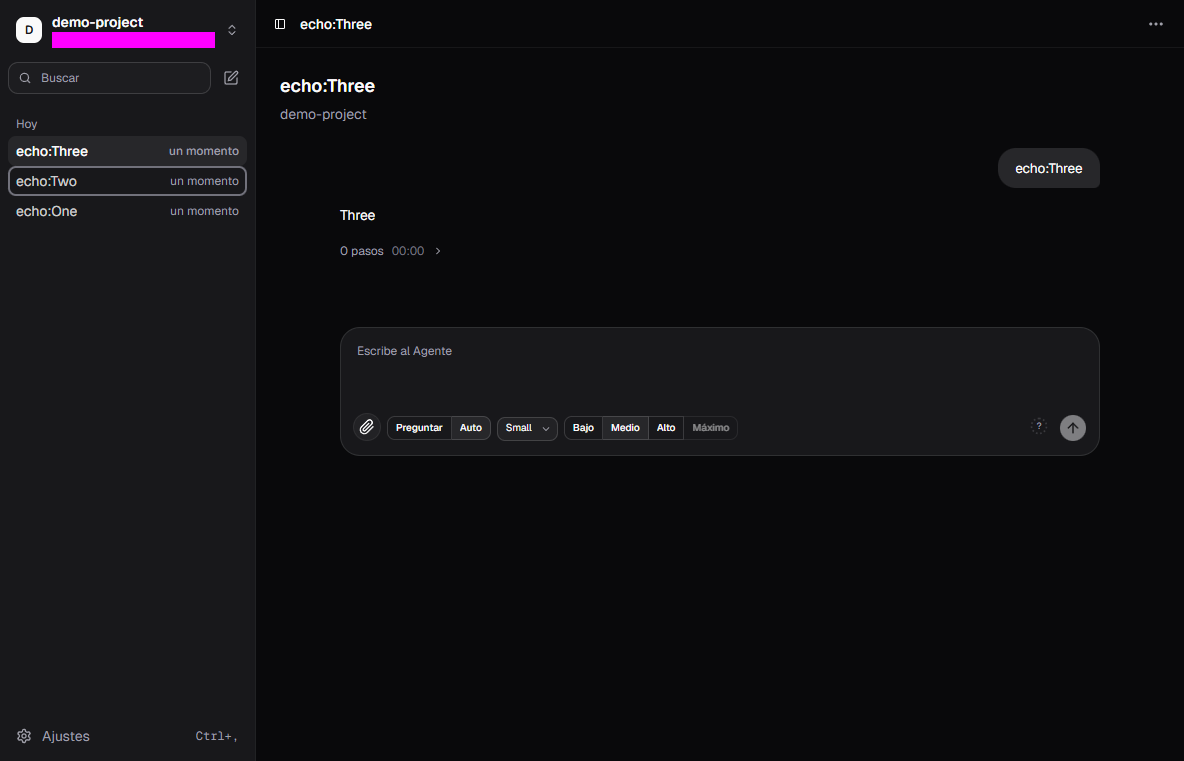 D
demo-project
Buscar
Hoy
echo:Three un momento
echo:Two un momento
echo:One un momento
Ajustes Ctrl+,
echo:Three
echo:Three
demo-project
echo:Three
Three
0 pasos 00:00
Escribe al Agente
Preguntar Auto Small Bajo Medio Alto Máximo ?